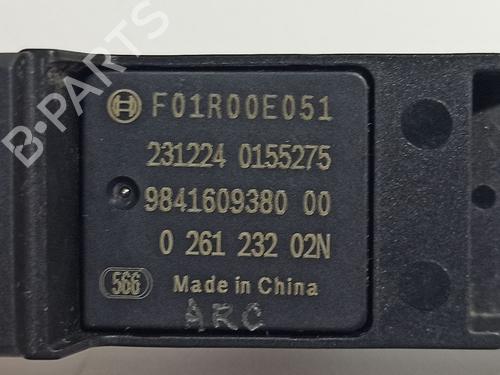 F01R00E051
231224 0155275
9841609380 00
0 261 232 02N
566 Made in China
ARC
B-PARTS